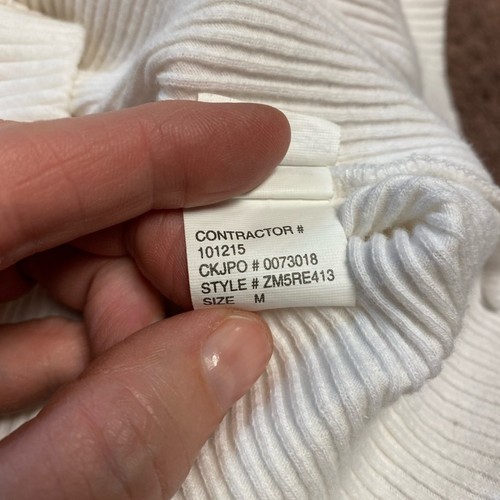 CONTRACTOR #
101215
CKJPO # 0073018
STYLE # ZM5RE413
SIZE M